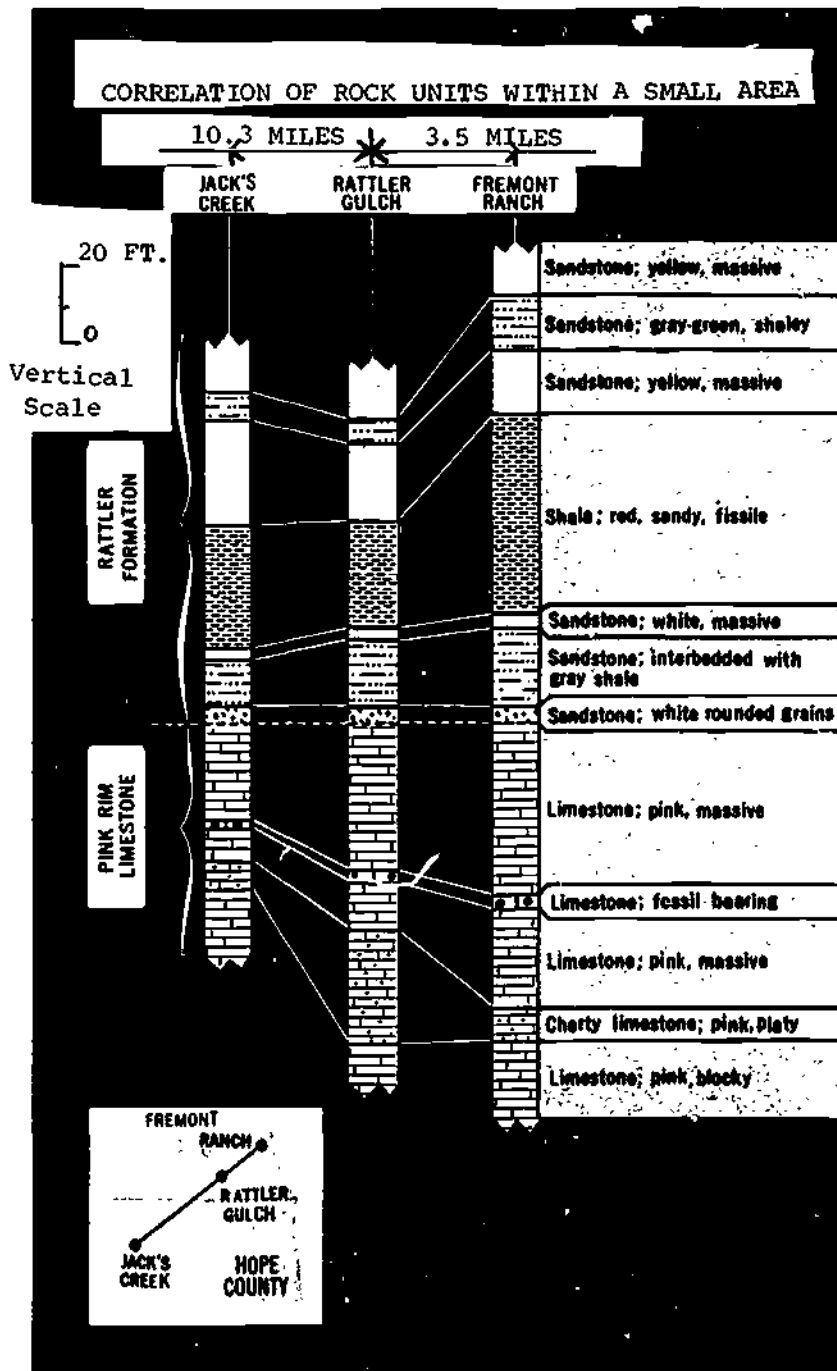 CORRELATION OF ROCK UNITS WITHIN A SMALL AREA
10.3 MILES
3.5 MILES
JACK'S
CREEK
RATTLER
GULCH
FREMONT
RANCH
20 FT.
0
Vertical
Scale
Sandstone; yellow, massive
Sandstone; gray-green, shaley
Sandstone; yellow, massive
RATTLER
FORMATION
Shale; red, sandy, fissile
Sandstone; white, massive
Sandstone; interbedded with
gray shale
Sandstone; white rounded grains
PINK RIM
LIMESTONE
Limestone; pink, massive
Limestone; fossil bearing
Limestone; pink, massive
Cherty limestone; pink, platy
Limestone; pink, blocky
FREMONT
RANCH
RATTLER
GULCH
JACK'S
CREEK
HOPE
COUNTY